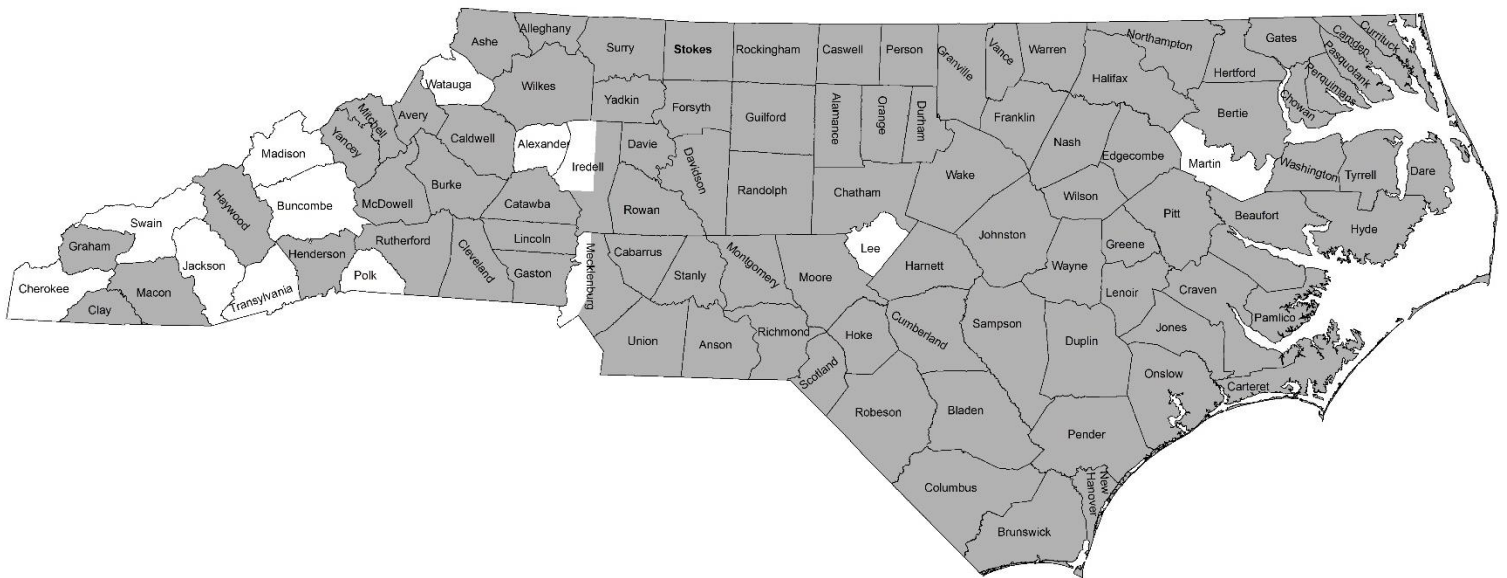 Alleghany
Ashe
Surry
Stokes
Rockingham
Caswell
Person
Granville
Vance
Warren
Northampton
Gates
Camden
Currituck
Pasquotank
Perquimans
Chowan
Hertford
Halifax
Bertie
Watauga
Wilkes
Yadkin
Forsyth
Guilford
Alamance
Orange
Durham
Franklin
Nash
Edgecombe
Martin
Washington
Tyrrell
Dare
Mitchell
Avery
Yancey
Caldwell
Alexander
Iredell
Davie
Davidson
Madison
Burke
McDowell
Catawba
Rowan
Randolph
Chatham
Wake
Wilson
Pitt
Beaufort
Hyde
Buncombe
Haywood
Swain
Graham
Jackson
Henderson
Rutherford
Cleveland
Lincoln
Gaston
Mecklenburg
Cabarrus
Stanly
Montgomery
Moore
Lee
Harnett
Johnston
Wayne
Greene
Lenoir
Craven
Pamlico
Cherokee
Clay
Macon
Transylvania
Polk
Union
Anson
Richmond
Scotland
Hoke
Cumberland
Sampson
Duplin
Jones
Onslow
Carteret
Robeson
Bladen
Pender
Columbus
Brunswick
New
Hanover